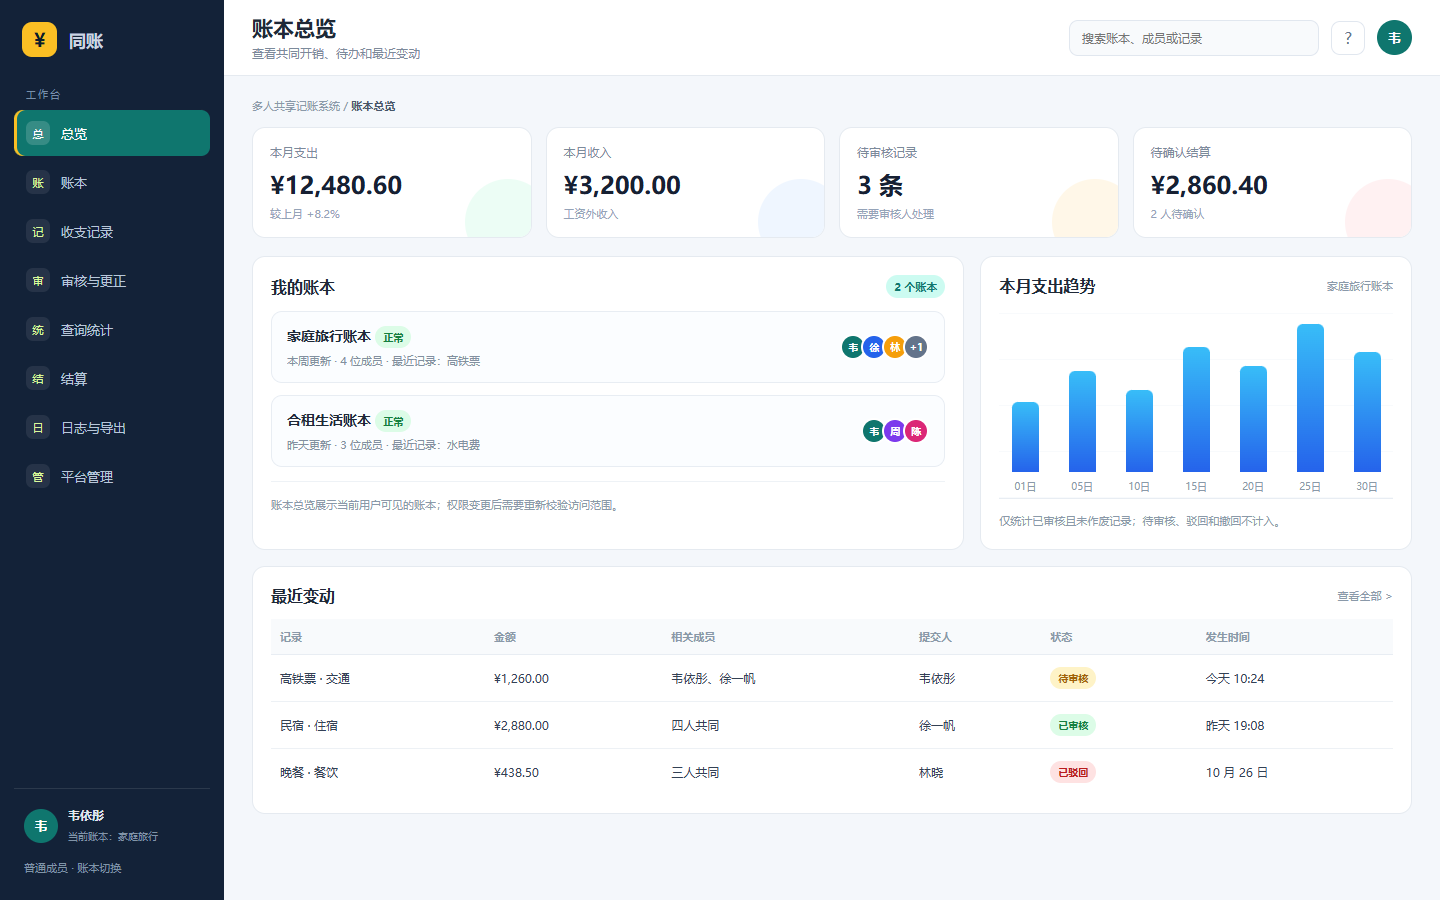 ¥ 同账
工作台
总 总览
账 账本
记 收支记录
审 审核与更正
统 查询统计
结 结算
日 日志与导出
管 平台管理
韦 韦依彤
当前账本：家庭旅行
普通成员 · 账本切换
账本总览
查看共同开销、待办和最近变动
搜索账本、成员或记录 ? 韦
多人共享记账系统 / 账本总览
本月支出
¥12,480.60
较上月 +8.2%
本月收入
¥3,200.00
工资外收入
待审核记录
3 条
需要审核人处理
待确认结算
¥2,860.40
2 人待确认
我的账本 2 个账本
家庭旅行账本 正常
本周更新 · 4 位成员 · 最近记录：高铁票
韦 徐 林 +1
合租生活账本 正常
昨天更新 · 3 位成员 · 最近记录：水电费
韦 周 陈
账本总览展示当前用户可见的账本；权限变更后需要重新校验访问范围。
本月支出趋势 家庭旅行账本
01日 05日 10日 15日 20日 25日 30日
仅统计已审核且未作废记录；待审核、驳回和撤回不计入。
最近变动 查看全部 >
记录 金额 相关成员 提交人 状态 发生时间
高铁票 · 交通 ¥1,260.00 韦依彤、徐一帆 韦依彤 待审核 今天 10:24
民宿 · 住宿 ¥2,880.00 四人共同 徐一帆 已审核 昨天 19:08
晚餐 · 餐饮 ¥438.50 三人共同 林晓 已驳回 10 月 26 日